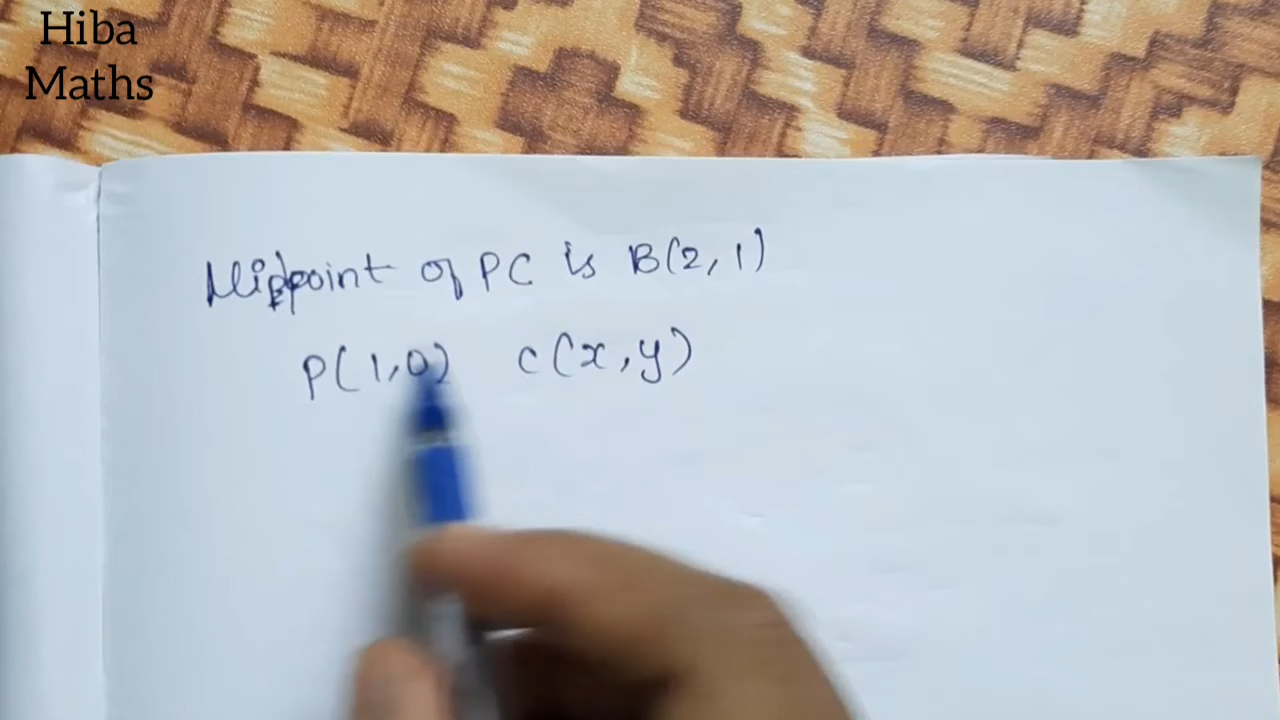 Hiba
Maths
Midpoint of PC is B(2,1)
P(1,0) C(x,y)